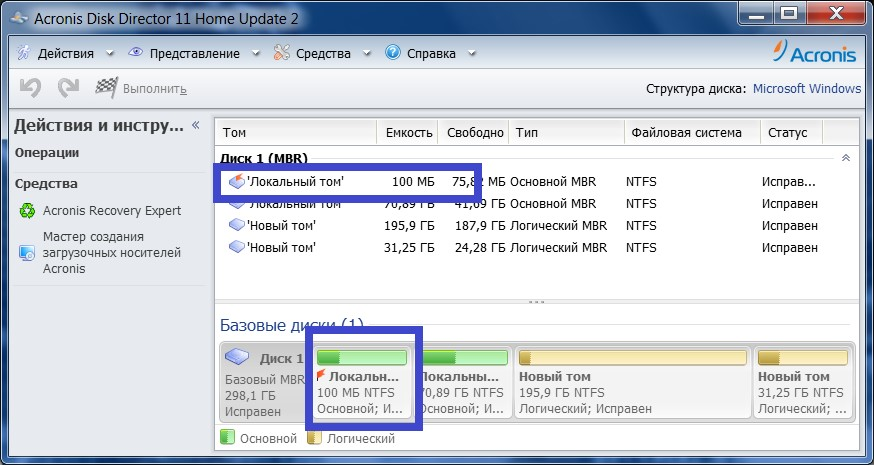 Acronis Disk Director 11 Home Update 2
Действия Представление Средства Справка Acronis
Выполнить Структура диска: Microsoft Windows
Действия и инстру... «
Операции
Средства
Acronis Recovery Expert
Мастер создания
загрузочных носителей
Acronis
Том Емкость Свободно Тип Файловая система Статус
Диск 1 (MBR)
'Локальный том' 100 МБ 75,82 МБ Основной MBR NTFS Исправ...
'Локальный том' 70,89 ГБ 41,09 ГБ Основной MBR NTFS Исправен
'Новый том' 195,9 ГБ 187,9 ГБ Логический MBR NTFS Исправен
'Новый том' 31,25 ГБ 24,28 ГБ Логический MBR NTFS Исправен
Базовые диски (1)
Диск 1
Базовый MBR
298,1 ГБ
Исправен
Локальн...
100 МБ NTFS
Основной; И...
Локальны...
70,89 ГБ NTFS
Основной; И...
Новый том
195,9 ГБ NTFS
Логический; Исправен
Новый том
31,25 ГБ NTFS
Логический; ...
Основной Логический